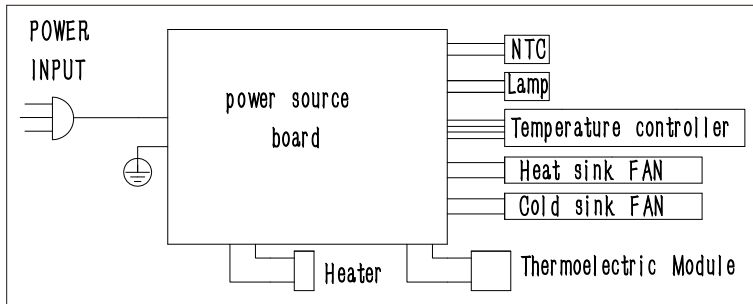 POWER
INPUT
power source
board
NTC
Lamp
Temperature controller
Heat sink FAN
Cold sink FAN
Heater
Thermoelectric Module